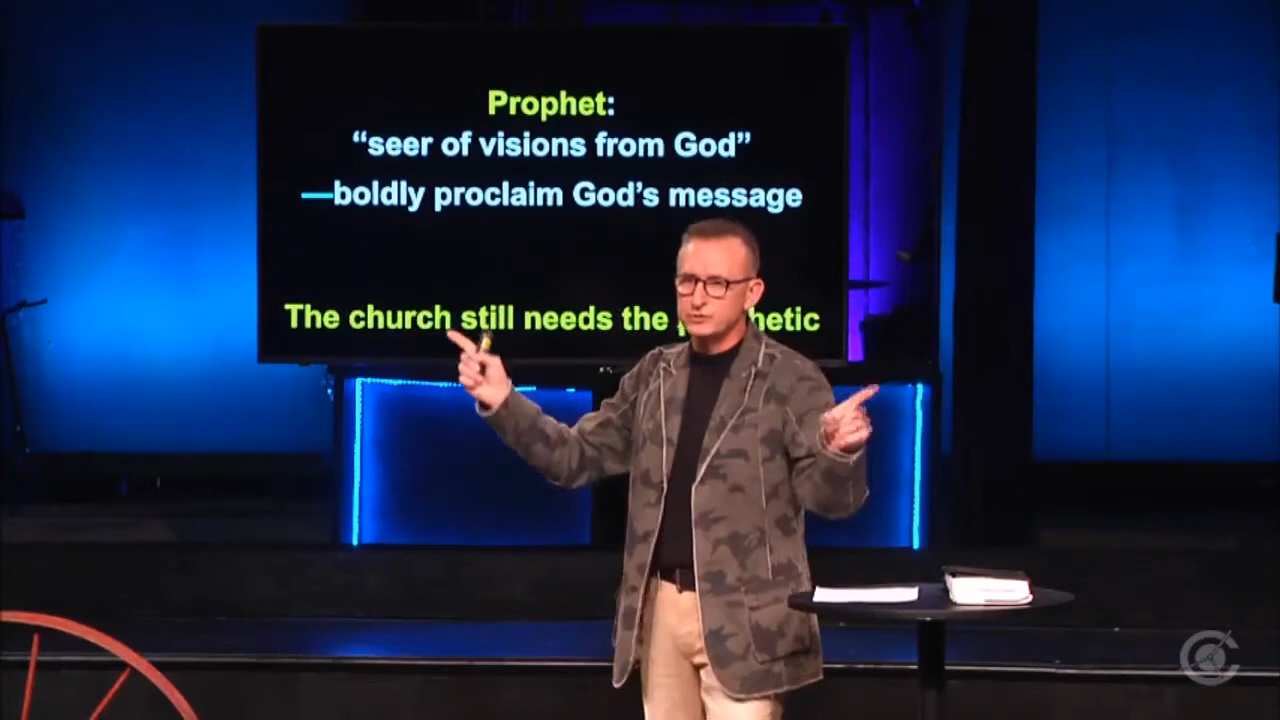 Prophet:
“seer of visions from God”
—boldly proclaim God’s message
The church still needs the